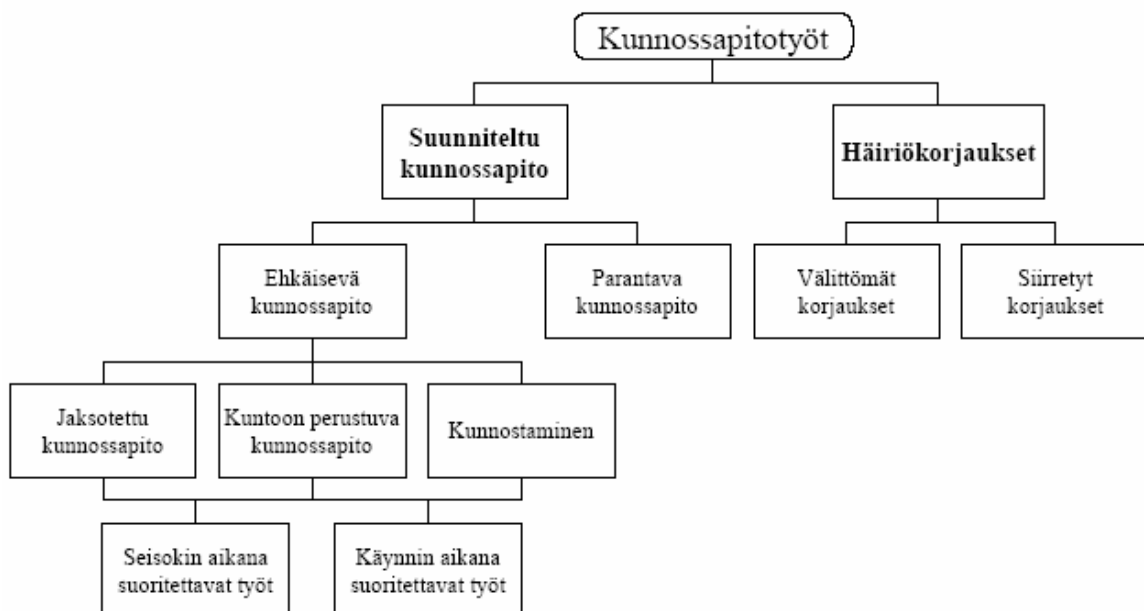 Kunnossapitotyöt
Suunniteltu
kunnossapito
Häiriökorjaukset
Ehkäisevä
kunnossapito
Parantava
kunnossapito
Välittömät
korjaukset
Siirretyt
korjaukset
Jaksotettu
kunnossapito
Kuntoon perustuva
kunnossapito
Kunnostaminen
Seisokin aikana
suoritettavat työt
Käynnin aikana
suoritettavat työt